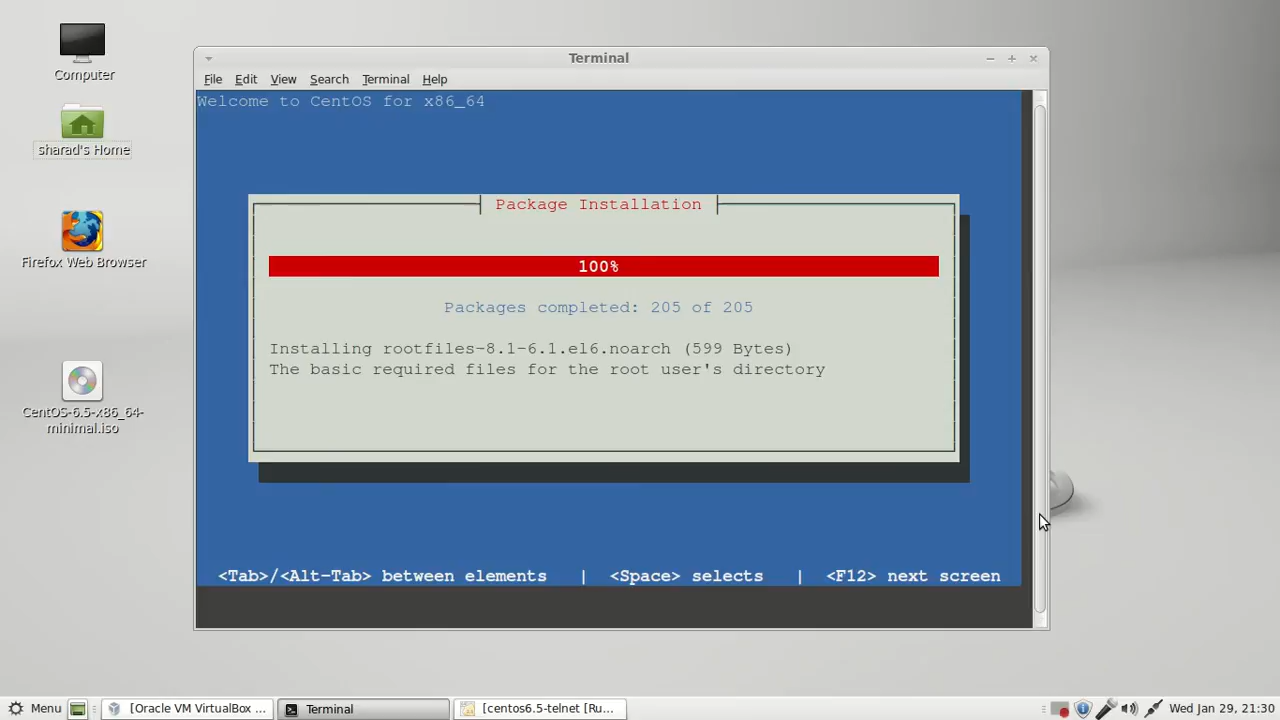 Computer
sharad's Home
Firefox Web Browser
CentOS-6.5-x86_64-
minimal.iso
Terminal
File Edit View Search Terminal Help
Welcome to CentOS for x86_64
Package Installation
100%
Packages completed: 205 of 205
Installing rootfiles-8.1-6.1.el6.noarch (599 Bytes)
The basic required files for the root user's directory
<Tab>/<Alt-Tab> between elements | <Space> selects | <F12> next screen
Menu [Oracle VM VirtualBox ... Terminal [centos6.5-telnet [Ru... Wed Jan 29, 21:30